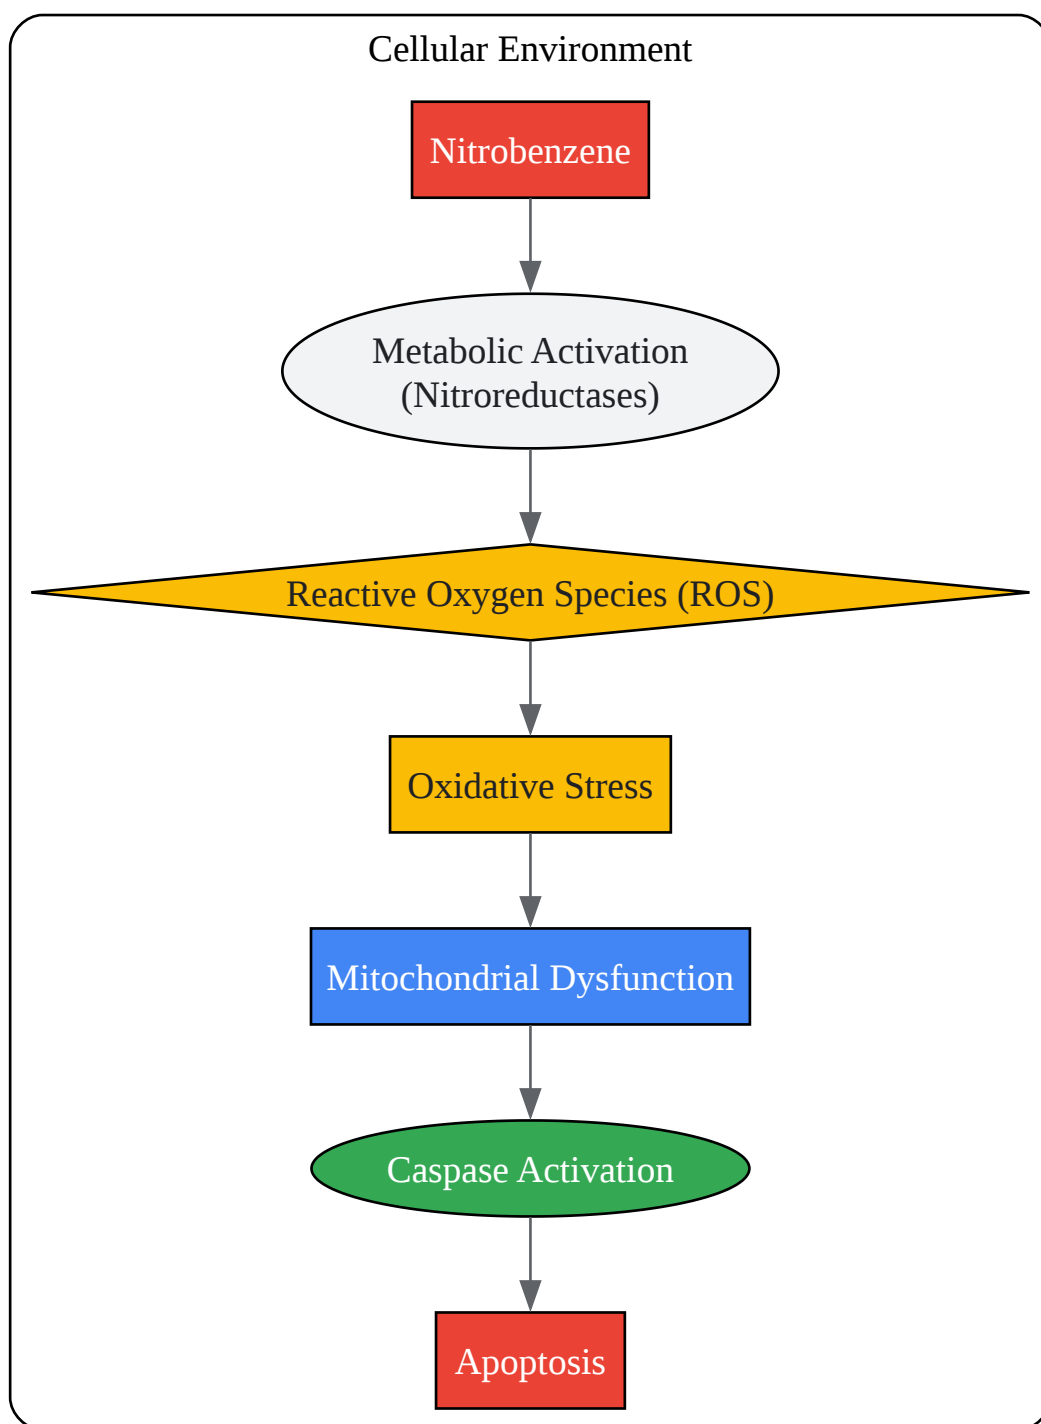 Cellular Environment
Nitrobenzene
Metabolic Activation
(Nitroreductases)
Reactive Oxygen Species (ROS)
Oxidative Stress
Mitochondrial Dysfunction
Caspase Activation
Apoptosis